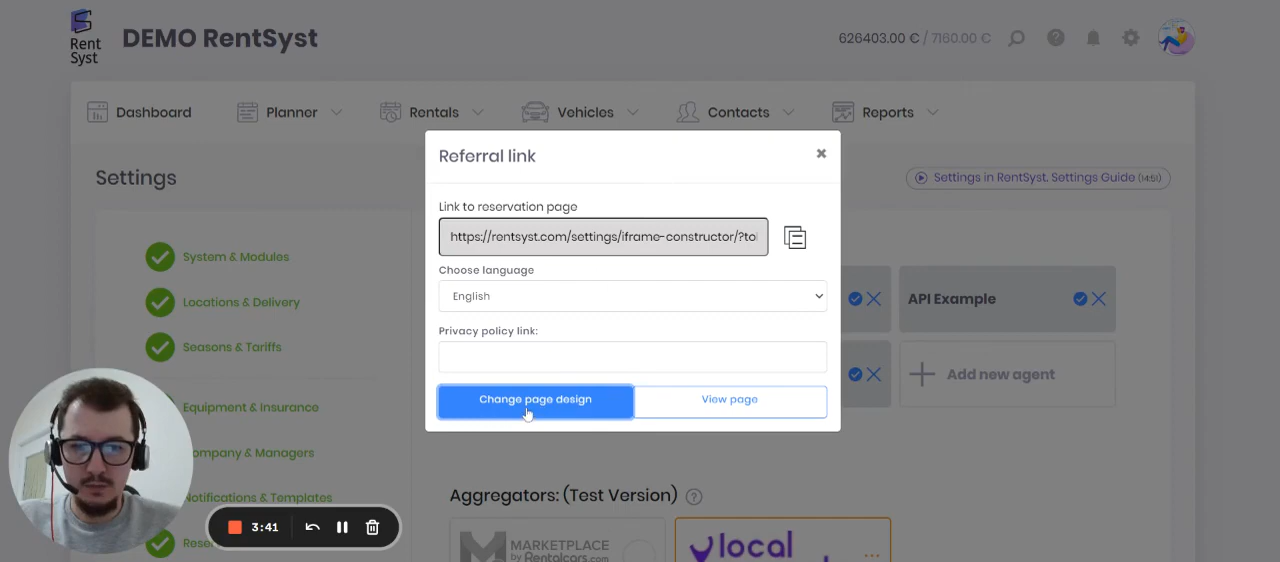 Rent
Syst
DEMO RentSyst
626403.00 € / 7160.00 €
Dashboard
Planner
Rentals
Vehicles
Contacts
Reports
Referral link
Settings
Settings in RentSyst. Settings Guide (14:51)
Link to reservation page
https://rentsyst.com/settings/iframe-constructor/?to
System & Modules
Choose language
English
API Example
Locations & Delivery
Privacy policy link:
Seasons & Tariffs
Add new agent
Change page design
View page
Equipment & Insurance
ompany & Managers
otifications & Templates
Aggregators: (Test Version)
3:41
Rese
MARKETPLACE
by Rentalcars.com
local